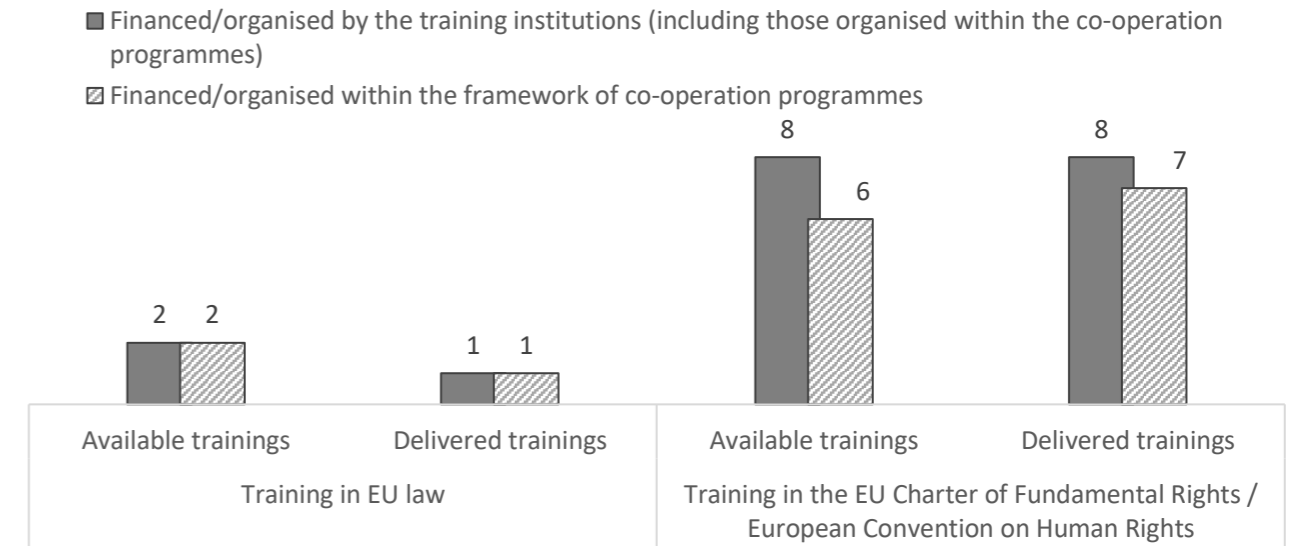 Financed/organised by the training institutions (including those organised within the co-operation
programmes)
Financed/organised within the framework of co-operation programmes
8
8
6
7
2
2
1
1
Available trainings
Delivered trainings
Available trainings
Delivered trainings
Training in EU law
Training in the EU Charter of Fundamental Rights /
European Convention on Human Rights